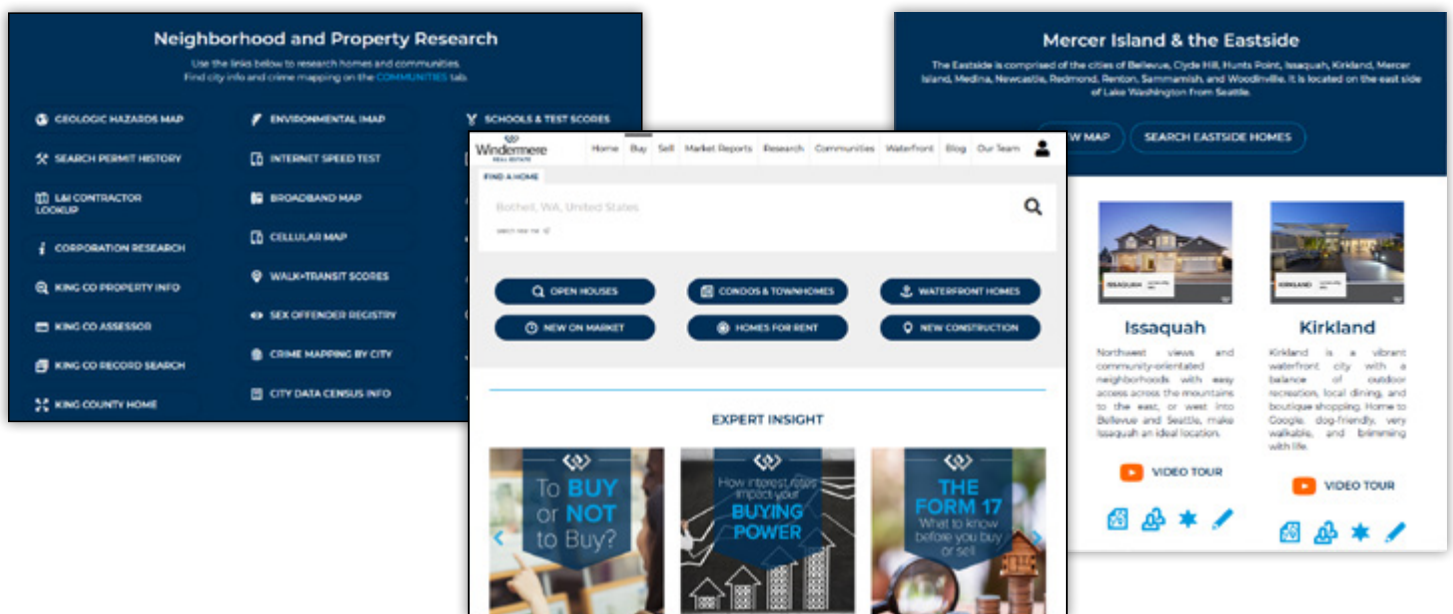 Neighborhood and Property Research
Use the links below to research homes and communities.
Find city info and crime mapping on the COMMUNITIES tab.
GEOLOGIC HAZARDS MAP
SEARCH PERMIT HISTORY
L&I CONTRACTOR
LOOKUP
CORPORATION RESEARCH
KING CO PROPERTY INFO
KING CO ASSESSOR
KING CO RECORD SEARCH
KING COUNTY HOME
ENVIRONMENTAL IMAP
INTERNET SPEED TEST
BROADBAND MAP
CELLULAR MAP
WALK+TRANSIT SCORES
SEX OFFENDER REGISTRY
CRIME MAPPING BY CITY
CITY DATA CENSUS INFO
SCHOOLS & TEST SCORES
Windermere
REAL ESTATE
Home Buy Sell Market Reports Research Communities Waterfront Blog Our Team
FIND A HOME
Bothell, WA, United States
OPEN HOUSES
CONDOS & TOWNHOMES
WATERFRONT HOMES
NEW ON MARKET
HOMES FOR RENT
NEW CONSTRUCTION
EXPERT INSIGHT
To BUY
or NOT
to Buy?
How interest rates
impact your
BUYING
POWER
THE
FORM 17
What to know
before you buy
or sell
Mercer Island & the Eastside
The Eastside is comprised of the cities of Bellevue, Clyde Hill, Hunts Point, Issaquah, Kirkland, Mercer
Island, Medina, Newcastle, Redmond, Renton, Sammamish, and Woodinville. It is located on the east side
of Lake Washington from Seattle.
W MAP
SEARCH EASTSIDE HOMES
ISSAQUAH
KIRKLAND
Issaquah
Northwest views and
community-orientated
neighborhoods with easy
access across the mountains
to the east, or west into
Bellevue and Seattle, make
Issaquah an ideal location.
VIDEO TOUR
Kirkland
Kirkland is a vibrant
waterfront city with a
balance of outdoor
recreation, local dining, and
boutique shopping. Home to
Google, dog-friendly, very
walkable, and brimming
with life.
VIDEO TOUR